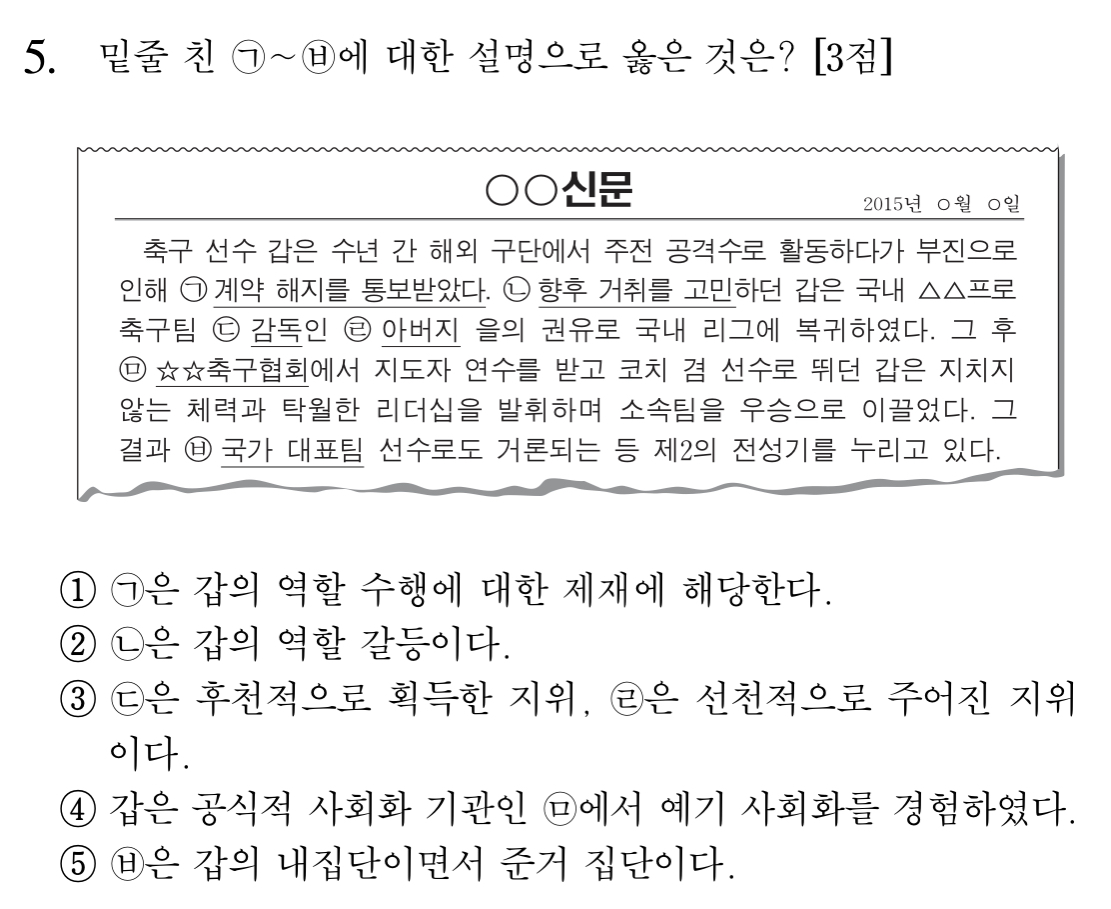 5. 밑줄 친 ㉠~㉥에 대한 설명으로 옳은 것은? [3점]
○○신문
2015년 ○월 ○일
축구 선수 갑은 수년 간 해외 구단에서 주전 공격수로 활동하다가 부진으로
인해 ㉠ 계약 해지를 통보받았다. ㉡ 향후 거취를 고민하던 갑은 국내 △△프로
축구팀 ㉢ 감독인 ㉣ 아버지 을의 권유로 국내 리그에 복귀하였다. 그 후
㉤ ☆☆축구협회에서 지도자 연수를 받고 코치 겸 선수로 뛰던 갑은 지치지
않는 체력과 탁월한 리더십을 발휘하며 소속팀을 우승으로 이끌었다. 그
결과 ㉥ 국가 대표팀 선수로도 거론되는 등 제2의 전성기를 누리고 있다.
① ㉠은 갑의 역할 수행에 대한 제재에 해당한다.
② ㉡은 갑의 역할 갈등이다.
③ ㉢은 후천적으로 획득한 지위, ㉣은 선천적으로 주어진 지위
이다.
④ 갑은 공식적 사회화 기관인 ㉤에서 예기 사회화를 경험하였다.
⑤ ㉥은 갑의 내집단이면서 준거 집단이다.